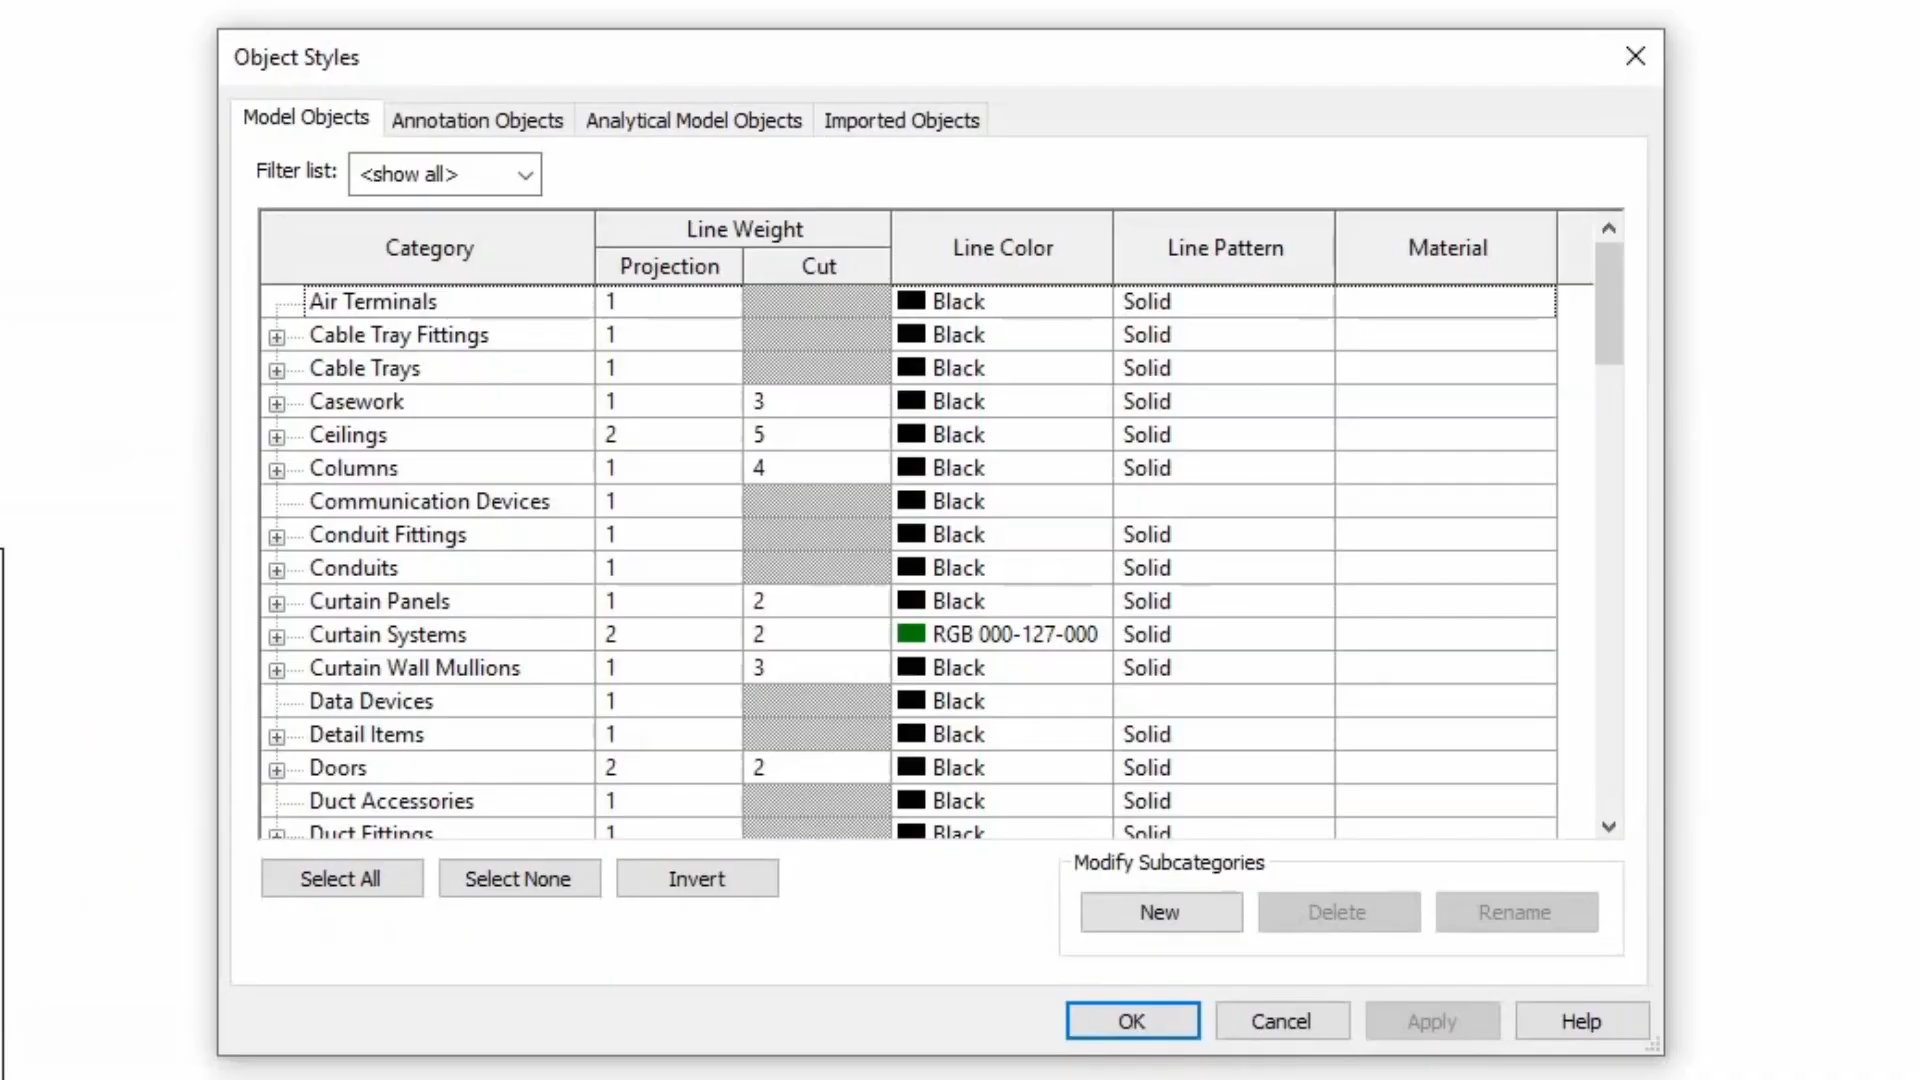 Object Styles
Model Objects Annotation Objects Analytical Model Objects Imported Objects
Filter list: <show all>
Category Line Weight Line Color Line Pattern Material
Projection Cut
Air Terminals 1 Black Solid
Cable Tray Fittings 1 Black Solid
Cable Trays 1 Black Solid
Casework 1 3 Black Solid
Ceilings 2 5 Black Solid
Columns 1 4 Black Solid
Communication Devices 1 Black
Conduit Fittings 1 Black Solid
Conduits 1 Black Solid
Curtain Panels 1 2 Black Solid
Curtain Systems 2 2 RGB 000-127-000 Solid
Curtain Wall Mullions 1 3 Black Solid
Data Devices 1 Black
Detail Items 1 Black Solid
Doors 2 2 Black Solid
Duct Accessories 1 Black Solid
Duct Fittings 1 Black Solid
Select All Select None Invert
Modify Subcategories
New Delete Rename
OK Cancel Apply Help